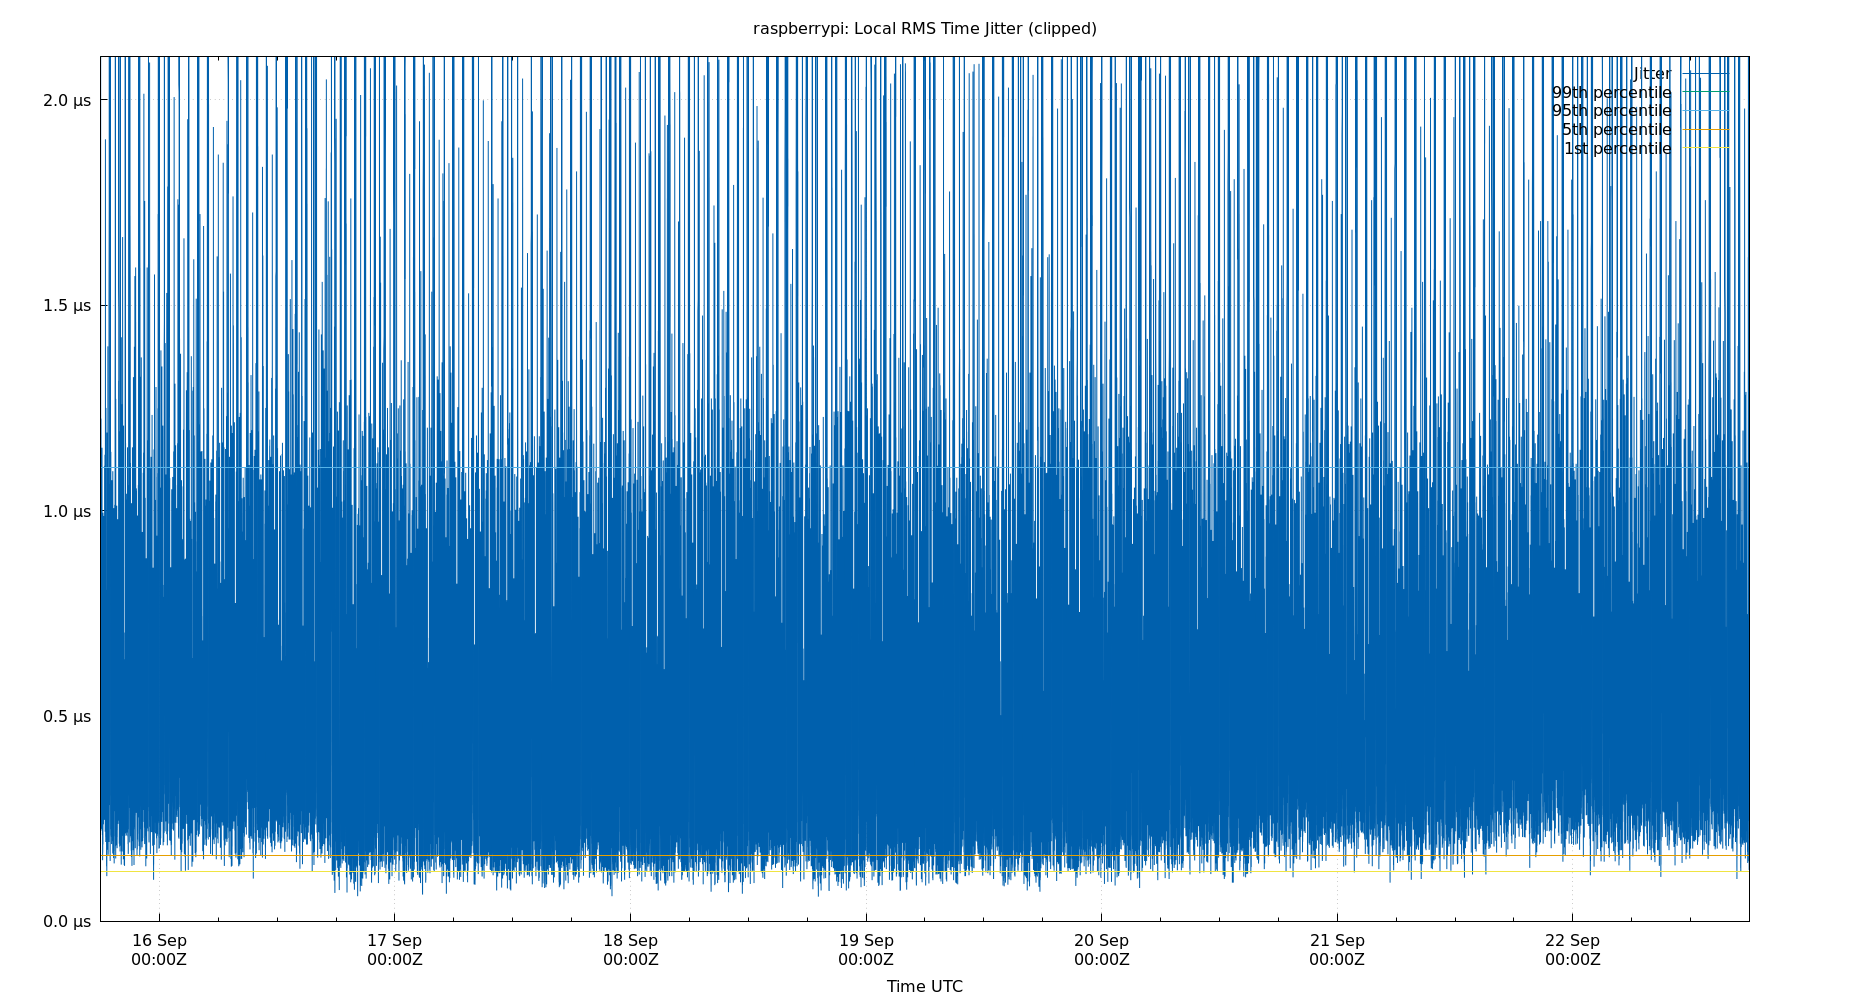 raspberrypi: Local RMS Time Jitter (clipped)
Jitter
99th percentile
95th percentile
5th percentile
1st percentile
2.0 µs
1.5 µs
1.0 µs
0.5 µs
0.0 µs
16 Sep 17 Sep 18 Sep 19 Sep 20 Sep 21 Sep 22 Sep
00:00Z 00:00Z 00:00Z 00:00Z 00:00Z 00:00Z 00:00Z
Time UTC